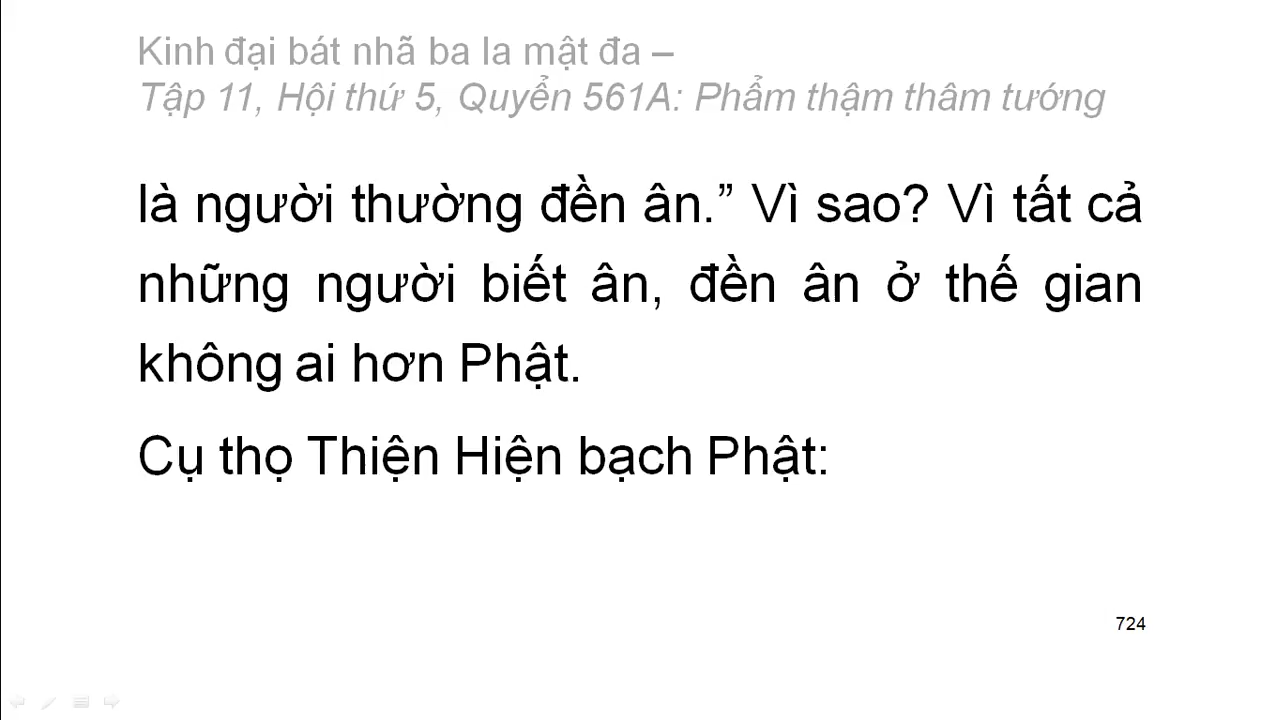 Kinh đại bát nhã ba la mật đa –
Tập 11, Hội thứ 5, Quyển 561A: Phẩm thậm thâm tướng
là người thường đền ân.” Vì sao? Vì tất cả
những người biết ân, đền ân ở thế gian
không ai hơn Phật.
Cụ thọ Thiện Hiện bạch Phật:
724